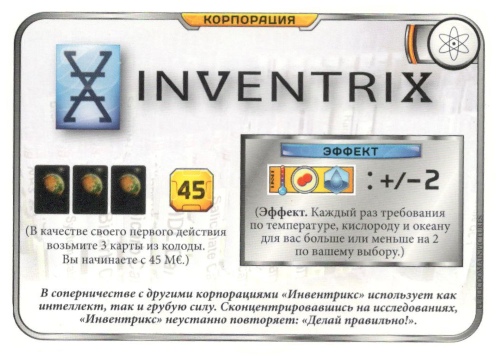 КОРПОРАЦИЯ
INVENTRIX
45
(В качестве своего первого действия
возьмите 3 карты из колоды.
Вы начинаете с 45 М€.)
ЭФФЕКТ
: +/- 2
(Эффект. Каждый раз требования
по температуре, кислороду и океану
для вас больше или меньше на 2
по вашему выбору.)
В соперничестве с другими корпорациями «Инвентрикс» использует как
интеллект, так и грубую силу. Сконцентрировавшись на исследованиях,
«Инвентрикс» неустанно повторяет: «Делай правильно!».